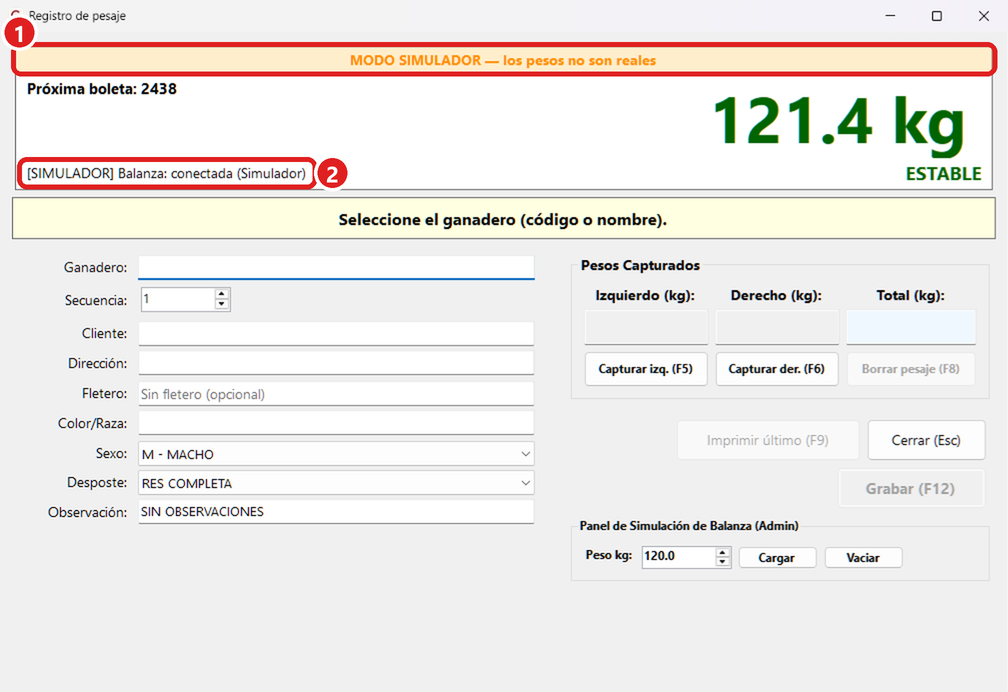 Registro de pesaje
1
MODO SIMULADOR — los pesos no son reales
Próxima boleta: 2438
121.4 kg
ESTABLE
[SIMULADOR] Balanza: conectada (Simulador)
2
Seleccione el ganadero (código o nombre).
Ganadero:
Secuencia: 1
Cliente:
Dirección:
Fletero: Sin fletero (opcional)
Color/Raza:
Sexo: M - MACHO
Desposte: RES COMPLETA
Observación: SIN OBSERVACIONES
Pesos Capturados
Izquierdo (kg): Derecho (kg): Total (kg):
Capturar izq. (F5) Capturar der. (F6) Borrar pesaje (F8)
Imprimir último (F9) Cerrar (Esc)
Grabar (F12)
Panel de Simulación de Balanza (Admin)
Peso kg: 120.0 Cargar Vaciar